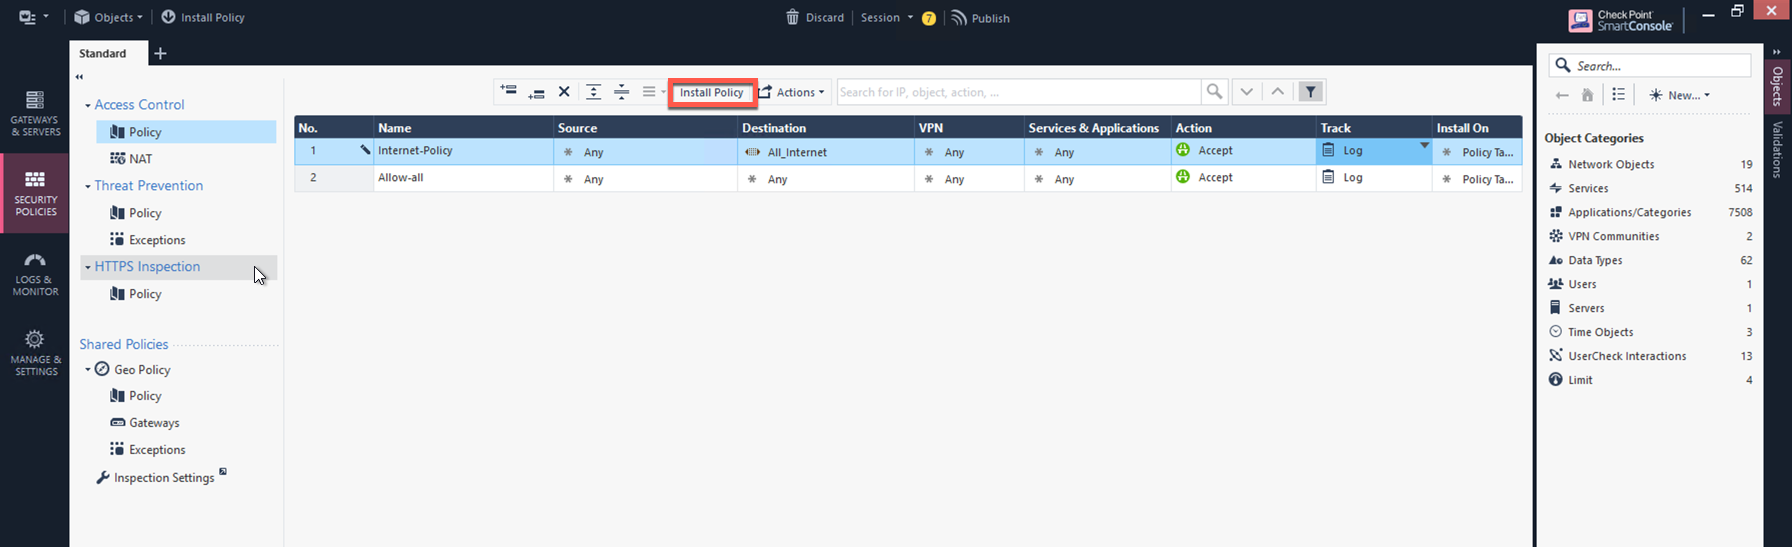 Objects Install Policy Discard Session 7 Publish Check Point SmartConsole
Standard
Install Policy Actions Search for IP, object, action, ...
Search...
New...
GATEWAYS & SERVERS
SECURITY POLICIES
LOGS & MONITOR
MANAGE & SETTINGS
Access Control
Policy
NAT
Threat Prevention
Policy
Exceptions
HTTPS Inspection
Policy
Shared Policies
Geo Policy
Policy
Gateways
Exceptions
Inspection Settings
No. Name Source Destination VPN Services & Applications Action Track Install On
1 Internet-Policy Any All_Internet Any Any Accept Log Policy Ta...
2 Allow-all Any Any Any Any Accept Log Policy Ta...
Object Categories
Network Objects 19
Services 514
Applications/Categories 7508
VPN Communities 2
Data Types 62
Users 1
Servers 1
Time Objects 3
UserCheck Interactions 13
Limit 4
Objects
Validations